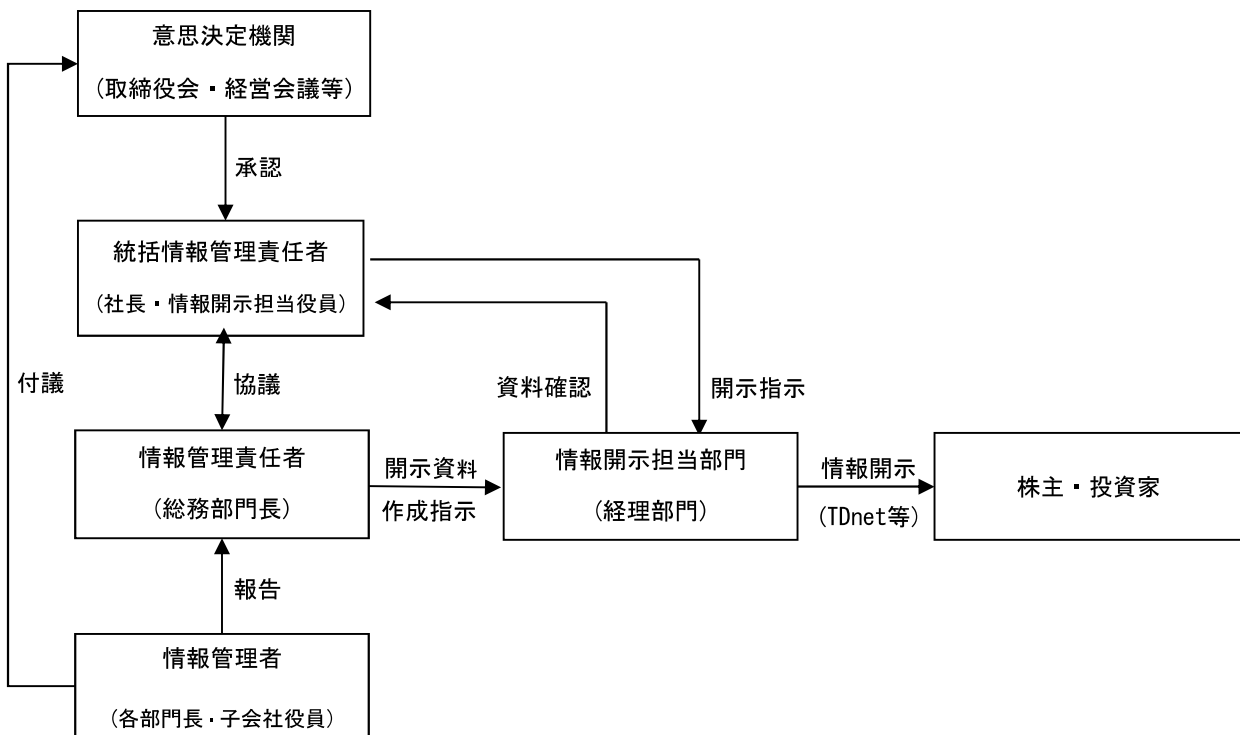 意思決定機関
（取締役会・経営会議等）
承認
統括情報管理責任者
（社長・情報開示担当役員）
付議
協議
資料確認
開示指示
情報管理責任者
（総務部門長）
開示資料
作成指示
情報開示担当部門
（経理部門）
情報開示
（TDnet等）
株主・投資家
報告
情報管理者
（各部門長・子会社役員）